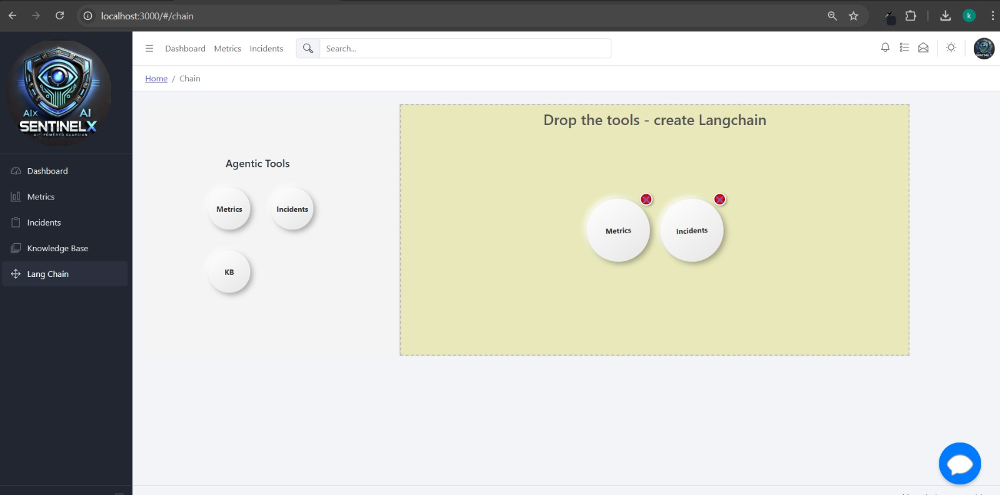 localhost:3000/#/chain
k
Dashboard
Metrics
Incidents
Search...
Home / Chain
AIx AI
SENTINELX
AI- POWERED GUARDIAN
Dashboard
Metrics
Incidents
Knowledge Base
Lang Chain
Agentic Tools
Metrics
Incidents
KB
Drop the tools - create Langchain
Metrics
Incidents